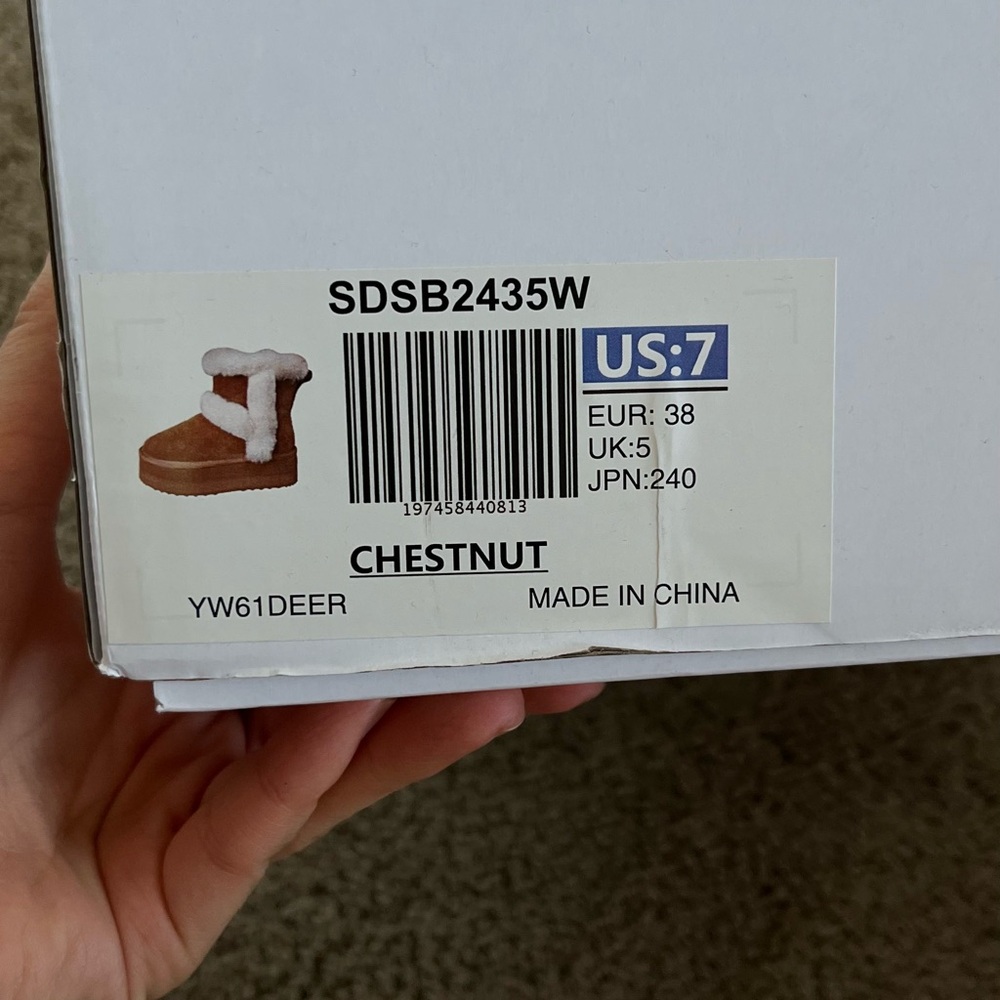 SDSB2435W
US:7
EUR: 38
UK:5
JPN:240
197458440813
CHESTNUT
YW61DEER
MADE IN CHINA